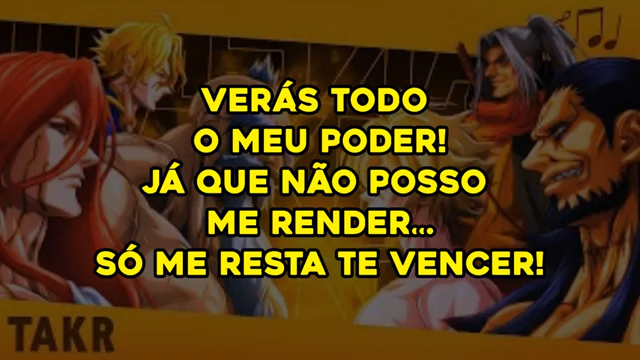 VERÁS TODO
O MEU PODER!
JÁ QUE NÃO POSSO
ME RENDER...
SÓ ME RESTA TE VENCER!
TAKR